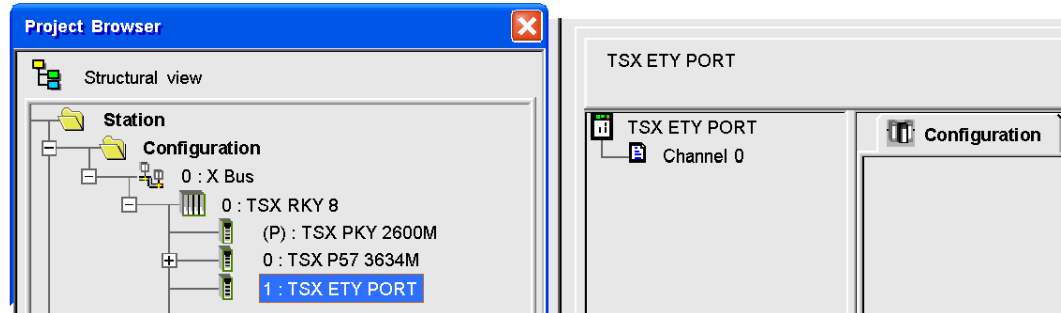 Project Browser
Structural view
Station
Configuration
0 : X Bus
0 : TSX RKY 8
(P) : TSX PKY 2600M
0 : TSX P57 3634M
1 : TSX ETY PORT
TSX ETY PORT
TSX ETY PORT
Channel 0
Configuration